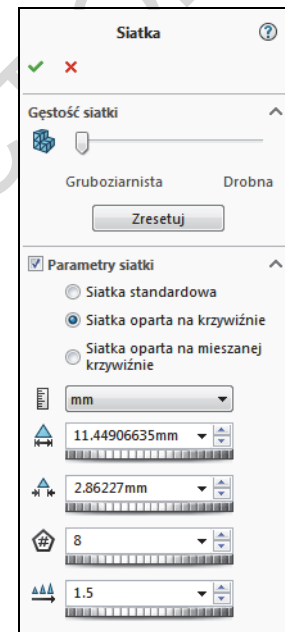 Siatka
Gęstość siatki
Gruboziarnista Drobna
Zresetuj
Parametry siatki
Siatka standardowa
Siatka oparta na krzywiźnie
Siatka oparta na mieszanej
krzywiźnie
mm
11.44906635mm
2.86227mm
8
1.5